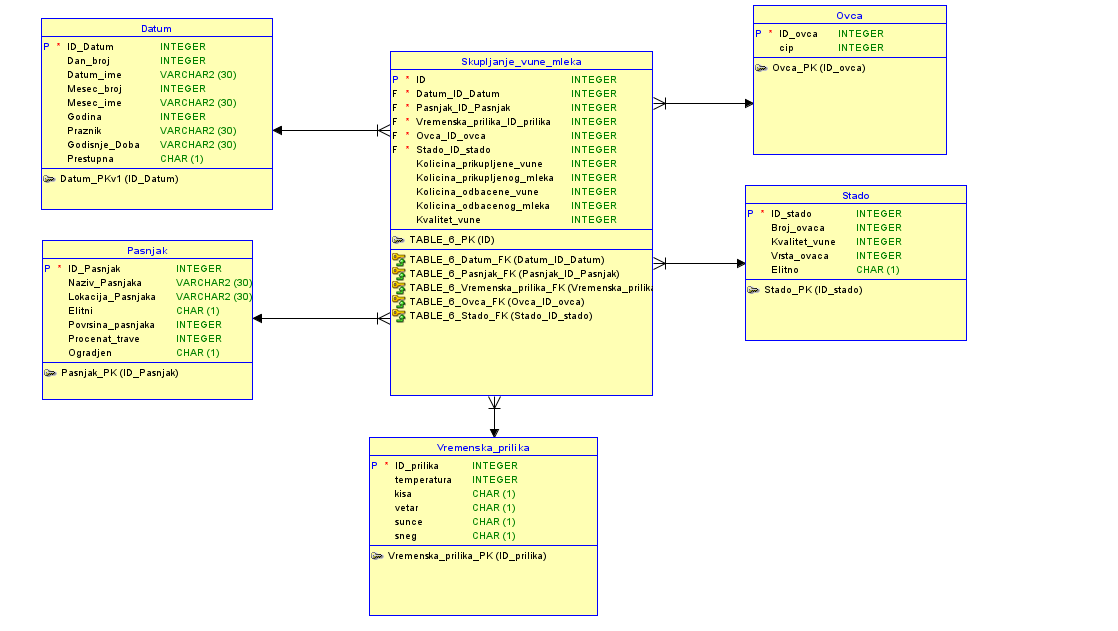 Datum
P * ID_Datum INTEGER
Dan_broj INTEGER
Datum_ime VARCHAR2 (30)
Mesec_broj INTEGER
Mesec_ime VARCHAR2 (30)
Godina INTEGER
Praznik VARCHAR2 (30)
Godisnje_Doba VARCHAR2 (30)
Prestupna CHAR (1)
Datum_PKv1 (ID_Datum)
Pasnjak
P * ID_Pasnjak INTEGER
Naziv_Pasnjaka VARCHAR2 (30)
Lokacija_Pasnjaka VARCHAR2 (30)
Elitni CHAR (1)
Povrsina_pasnjaka INTEGER
Procenat_trave INTEGER
Ogradjen CHAR (1)
Pasnjak_PK (ID_Pasnjak)
Skupljanje_vune_mleka
P * ID INTEGER
F * Datum_ID_Datum INTEGER
F * Pasnjak_ID_Pasnjak INTEGER
F * Vremenska_prilika_ID_prilika INTEGER
F * Ovca_ID_ovca INTEGER
F * Stado_ID_stado INTEGER
Kolicina_prikupljene_vune INTEGER
Kolicina_prikupljenog_mleka INTEGER
Kolicina_odbacene_vune INTEGER
Kolicina_odbacenog_mleka INTEGER
Kvalitet_vune INTEGER
TABLE_6_PK (ID)
TABLE_6_Datum_FK (Datum_ID_Datum)
TABLE_6_Pasnjak_FK (Pasnjak_ID_Pasnjak)
TABLE_6_Vremenska_prilika_FK (Vremenska_prilika
TABLE_6_Ovca_FK (Ovca_ID_ovca)
TABLE_6_Stado_FK (Stado_ID_stado)
Ovca
P * ID_ovca INTEGER
cip INTEGER
Ovca_PK (ID_ovca)
Stado
P * ID_stado INTEGER
Broj_ovaca INTEGER
Kvalitet_vune INTEGER
Vrsta_ovaca INTEGER
Elitno CHAR (1)
Stado_PK (ID_stado)
Vremenska_prilika
P * ID_prilika INTEGER
temperatura INTEGER
kisa CHAR (1)
vetar CHAR (1)
sunce CHAR (1)
sneg CHAR (1)
Vremenska_prilika_PK (ID_prilika)